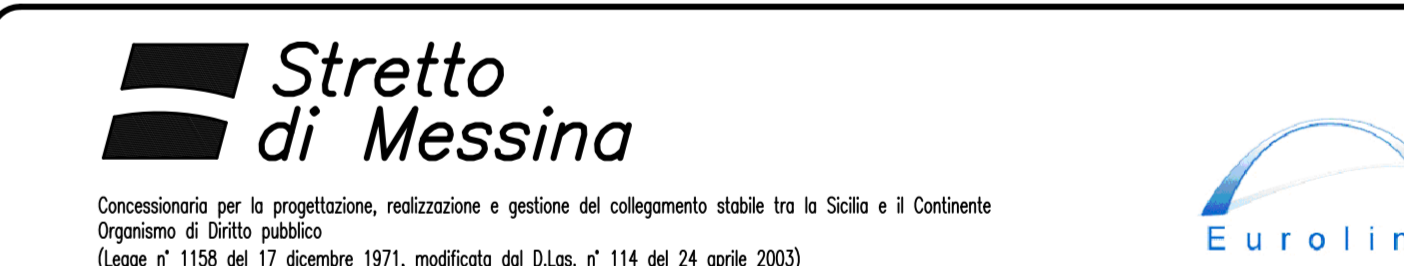 Stretto
di Messina
Concessionaria per la progettazione, realizzazione e gestione del collegamento stabile tra la Sicilia e il Continente
Organismo di Diritto pubblico
(Legge n° 1158 del 17 dicembre 1971, modificata dal D.Lgs. n° 114 del 24 aprile 2003)